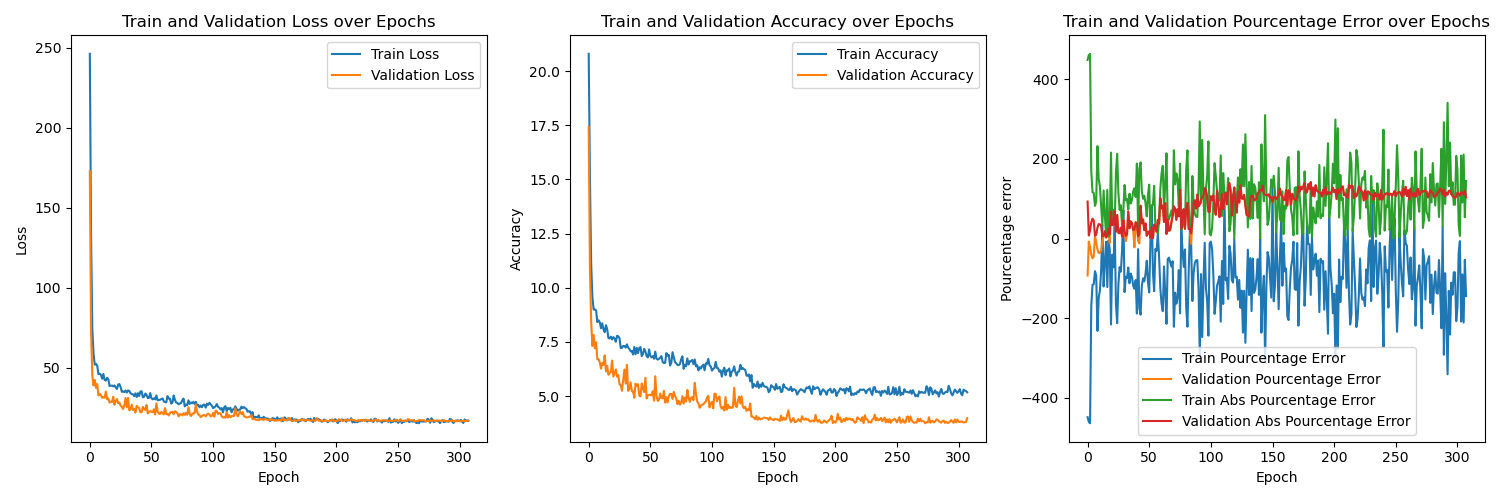 Train and Validation Loss over Epochs
250
200
150
100
50
0
50
100
150
200
250
300
Loss
Epoch
Train Loss
Validation Loss
Train and Validation Accuracy over Epochs
20.0
17.5
15.0
12.5
10.0
7.5
5.0
0
50
100
150
200
250
300
Accuracy
Epoch
Train Accuracy
Validation Accuracy
Train and Validation Pourcentage Error over Epochs
400
200
0
−200
−400
0
50
100
150
200
250
300
Pourcentage error
Epoch
Train Pourcentage Error
Validation Pourcentage Error
Train Abs Pourcentage Error
Validation Abs Pourcentage Error